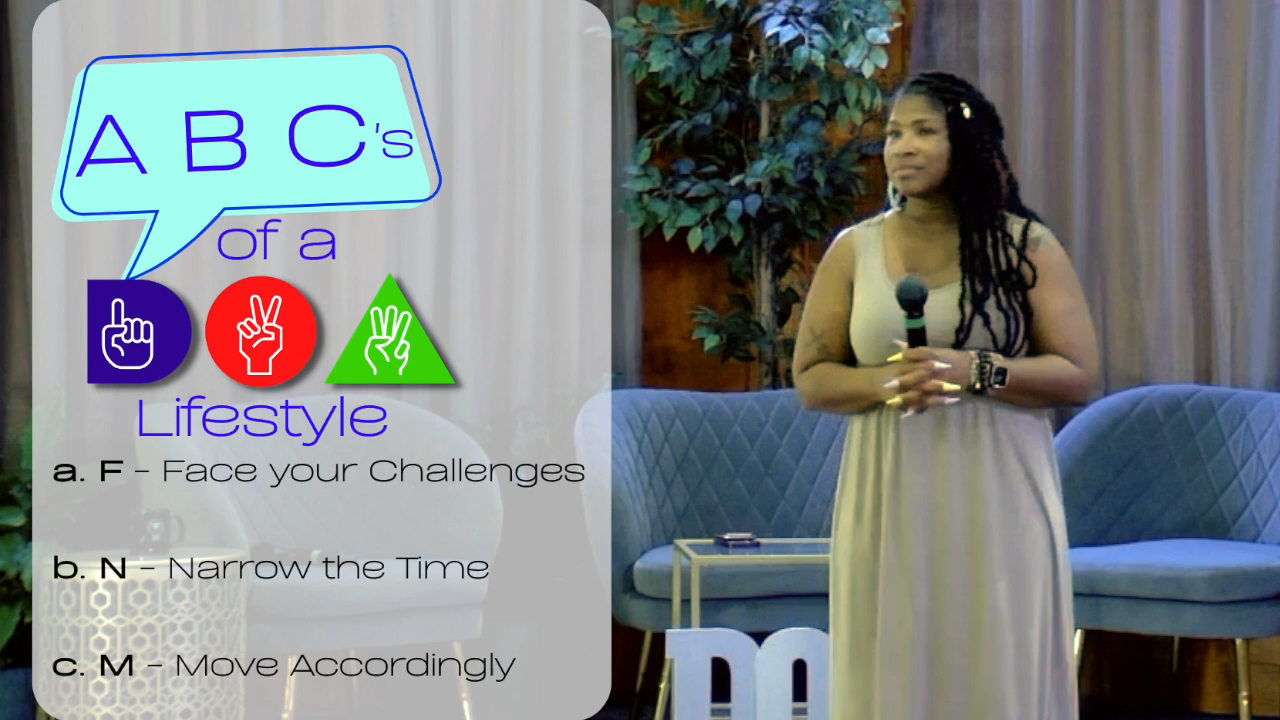 A B C's
of a
Lifestyle
a. F - Face your Challenges
b. N - Narrow the Time
c. M - Move Accordingly
m